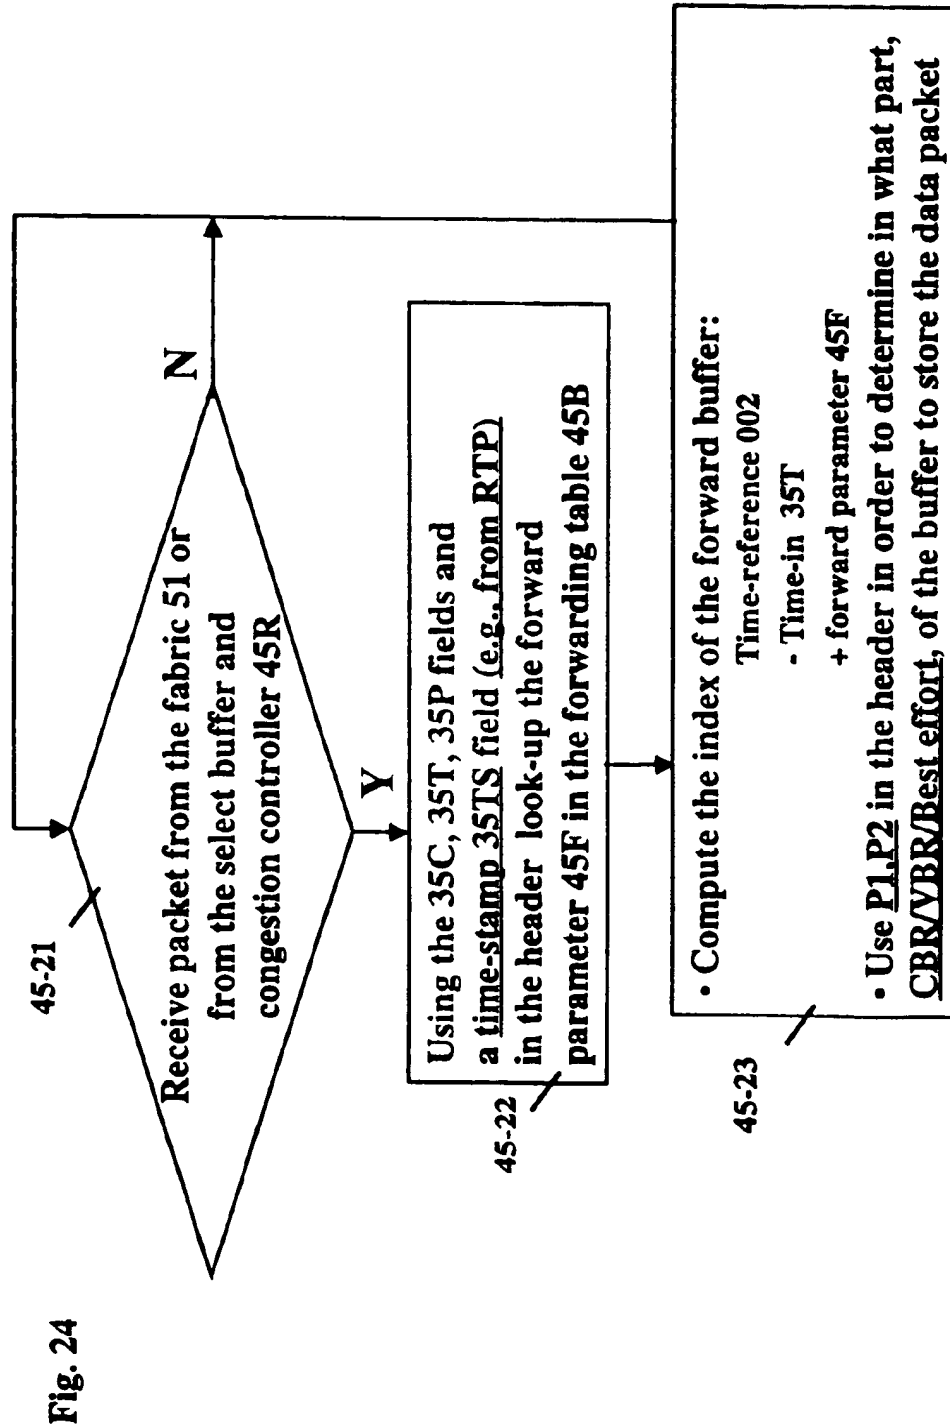 Fig. 24
45-21
Receive packet from the fabric 51 or
from the select buffer and
congestion controller 45R
N
Y
45-22
Using the 35C, 35T, 35P fields and
a time-stamp 35TS field (e.g., from RTP)
in the header look-up the forward
parameter 45F in the forwarding table 45B
45-23
• Compute the index of the forward buffer:
Time-reference 002
- Time-in 35T
+ forward parameter 45F
• Use P1,P2 in the header in order to determine in what part,
CBR/VBR/Best effort, of the buffer to store the data packet